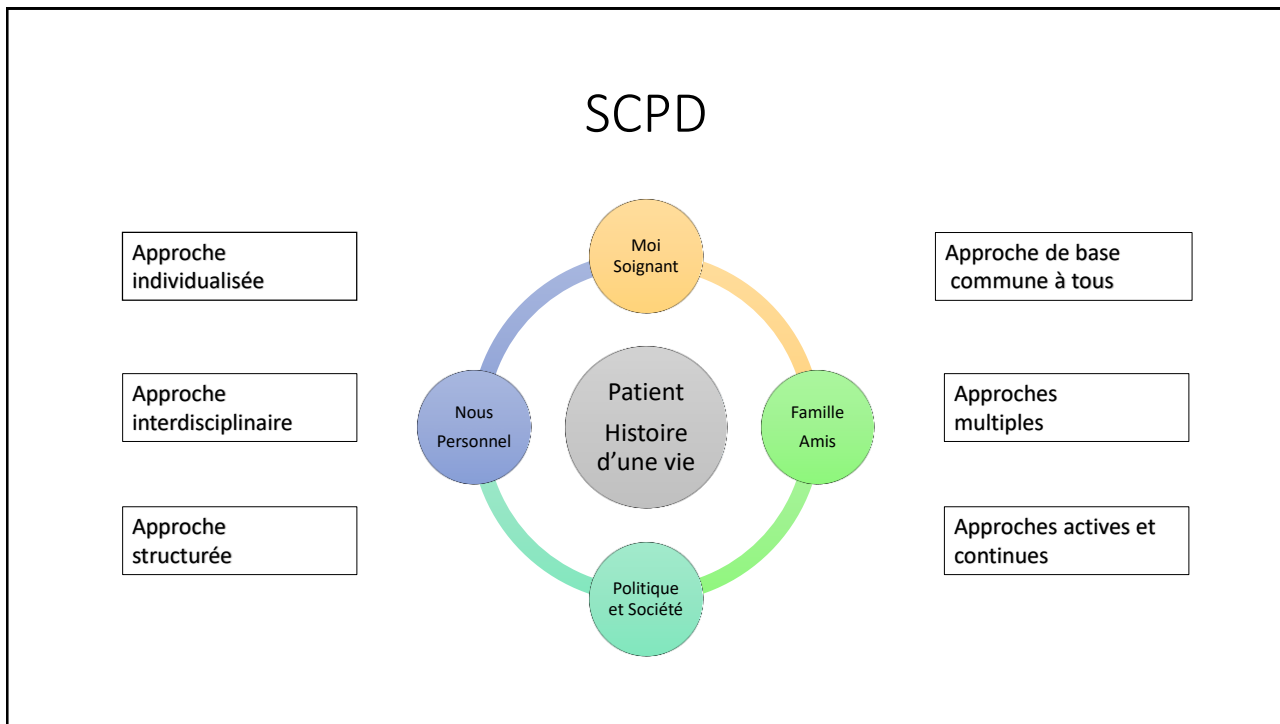 SCPD
Approche
individualisée
Approche
interdisciplinaire
Approche
structurée
Moi
Soignant
Nous
Personnel
Patient
Histoire
d’une vie
Famille
Amis
Politique
et Société
Approche de base
commune à tous
Approches
multiples
Approches actives et
continues